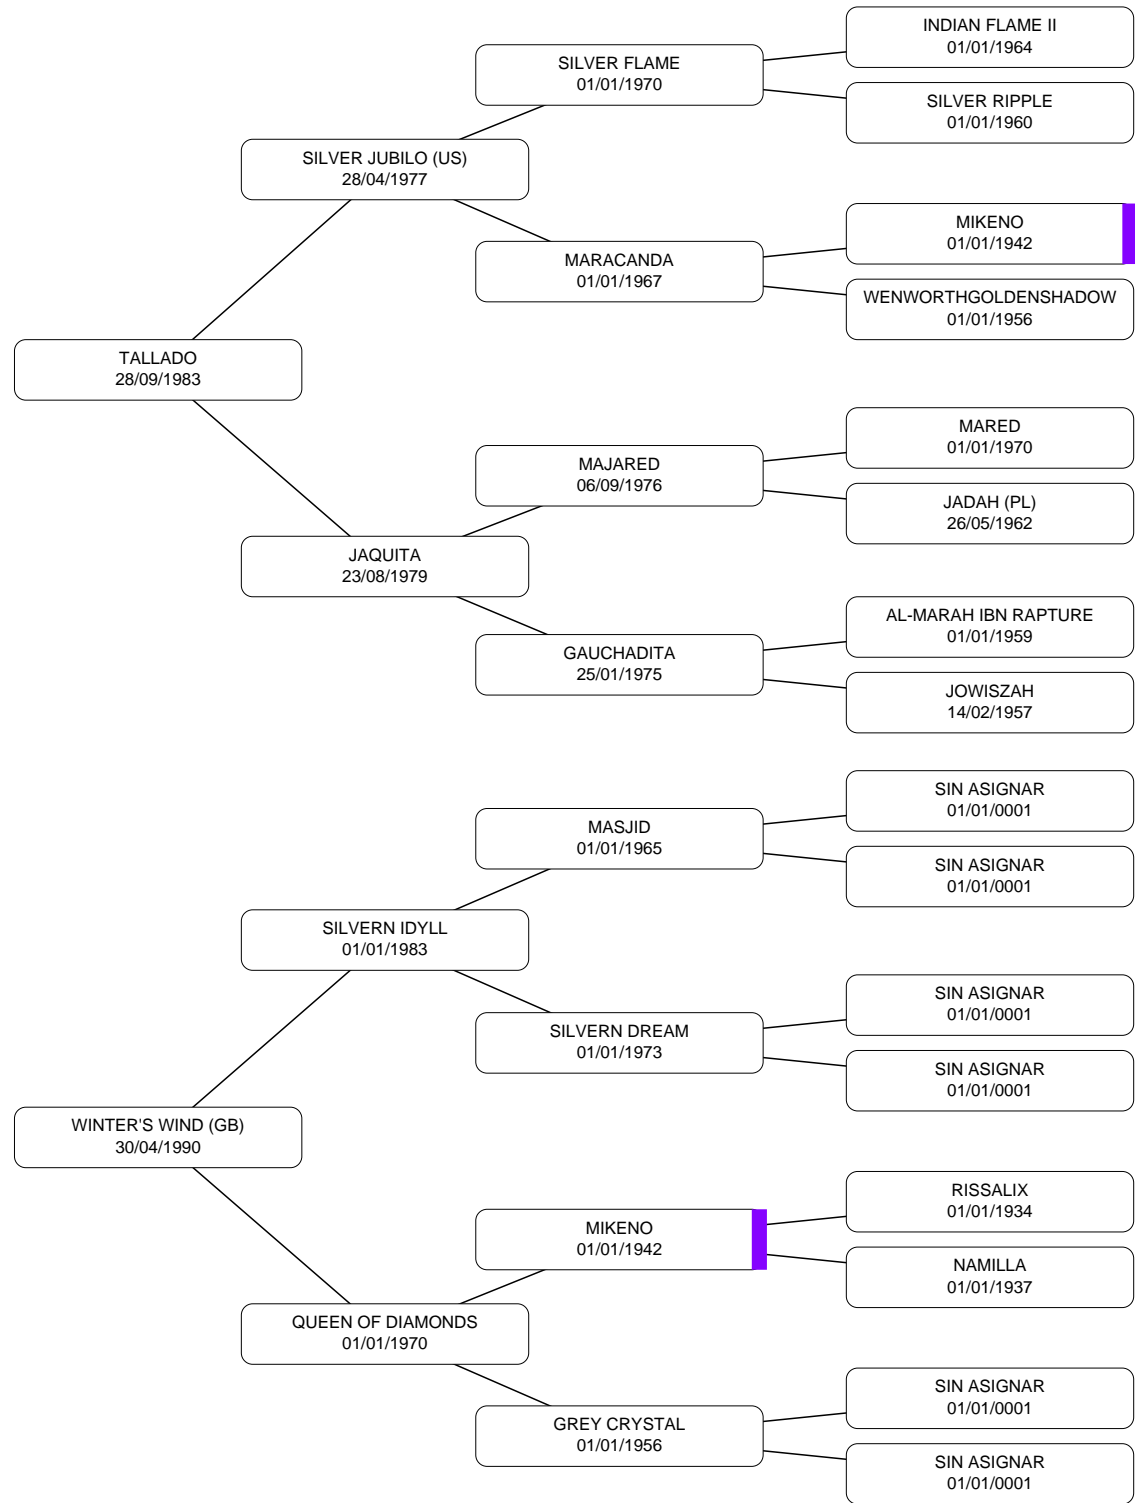 INDIAN FLAME II
01/01/1964
SILVER FLAME
01/01/1970
SILVER RIPPLE
01/01/1960
SILVER JUBILO (US)
28/04/1977
MIKENO
01/01/1942
MARACANDA
01/01/1967
WENWORTHGOLDENSHADOW
01/01/1956
TALLADO
28/09/1983
MARED
01/01/1970
MAJARED
06/09/1976
JADAH (PL)
26/05/1962
JAQUITA
23/08/1979
AL-MARAH IBN RAPTURE
01/01/1959
GAUCHADITA
25/01/1975
JOWISZAH
14/02/1957
SIN ASIGNAR
01/01/0001
MASJID
01/01/1965
SIN ASIGNAR
01/01/0001
SILVERN IDYLL
01/01/1983
SIN ASIGNAR
01/01/0001
SILVERN DREAM
01/01/1973
SIN ASIGNAR
01/01/0001
WINTER'S WIND (GB)
30/04/1990
RISSALIX
01/01/1934
MIKENO
01/01/1942
NAMILLA
01/01/1937
QUEEN OF DIAMONDS
01/01/1970
SIN ASIGNAR
01/01/0001
GREY CRYSTAL
01/01/1956
SIN ASIGNAR
01/01/0001